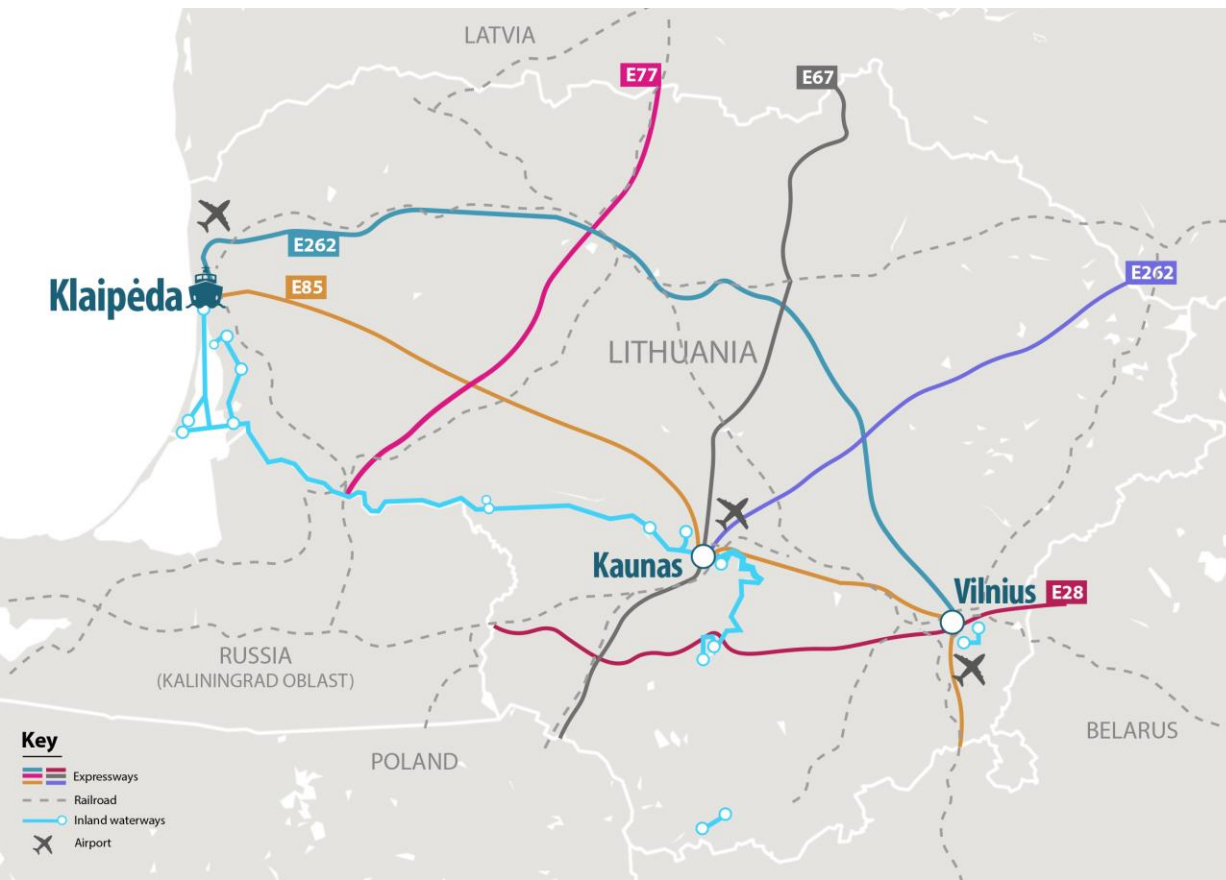 LATVIA
E77
E67
E262
E262
Klaipėda
E85
LITHUANIA
Kaunas
Vilnius
E28
RUSSIA
(KALININGRAD OBLAST)
BELARUS
POLAND
Key
Expressways
Railroad
Inland waterways
Airport